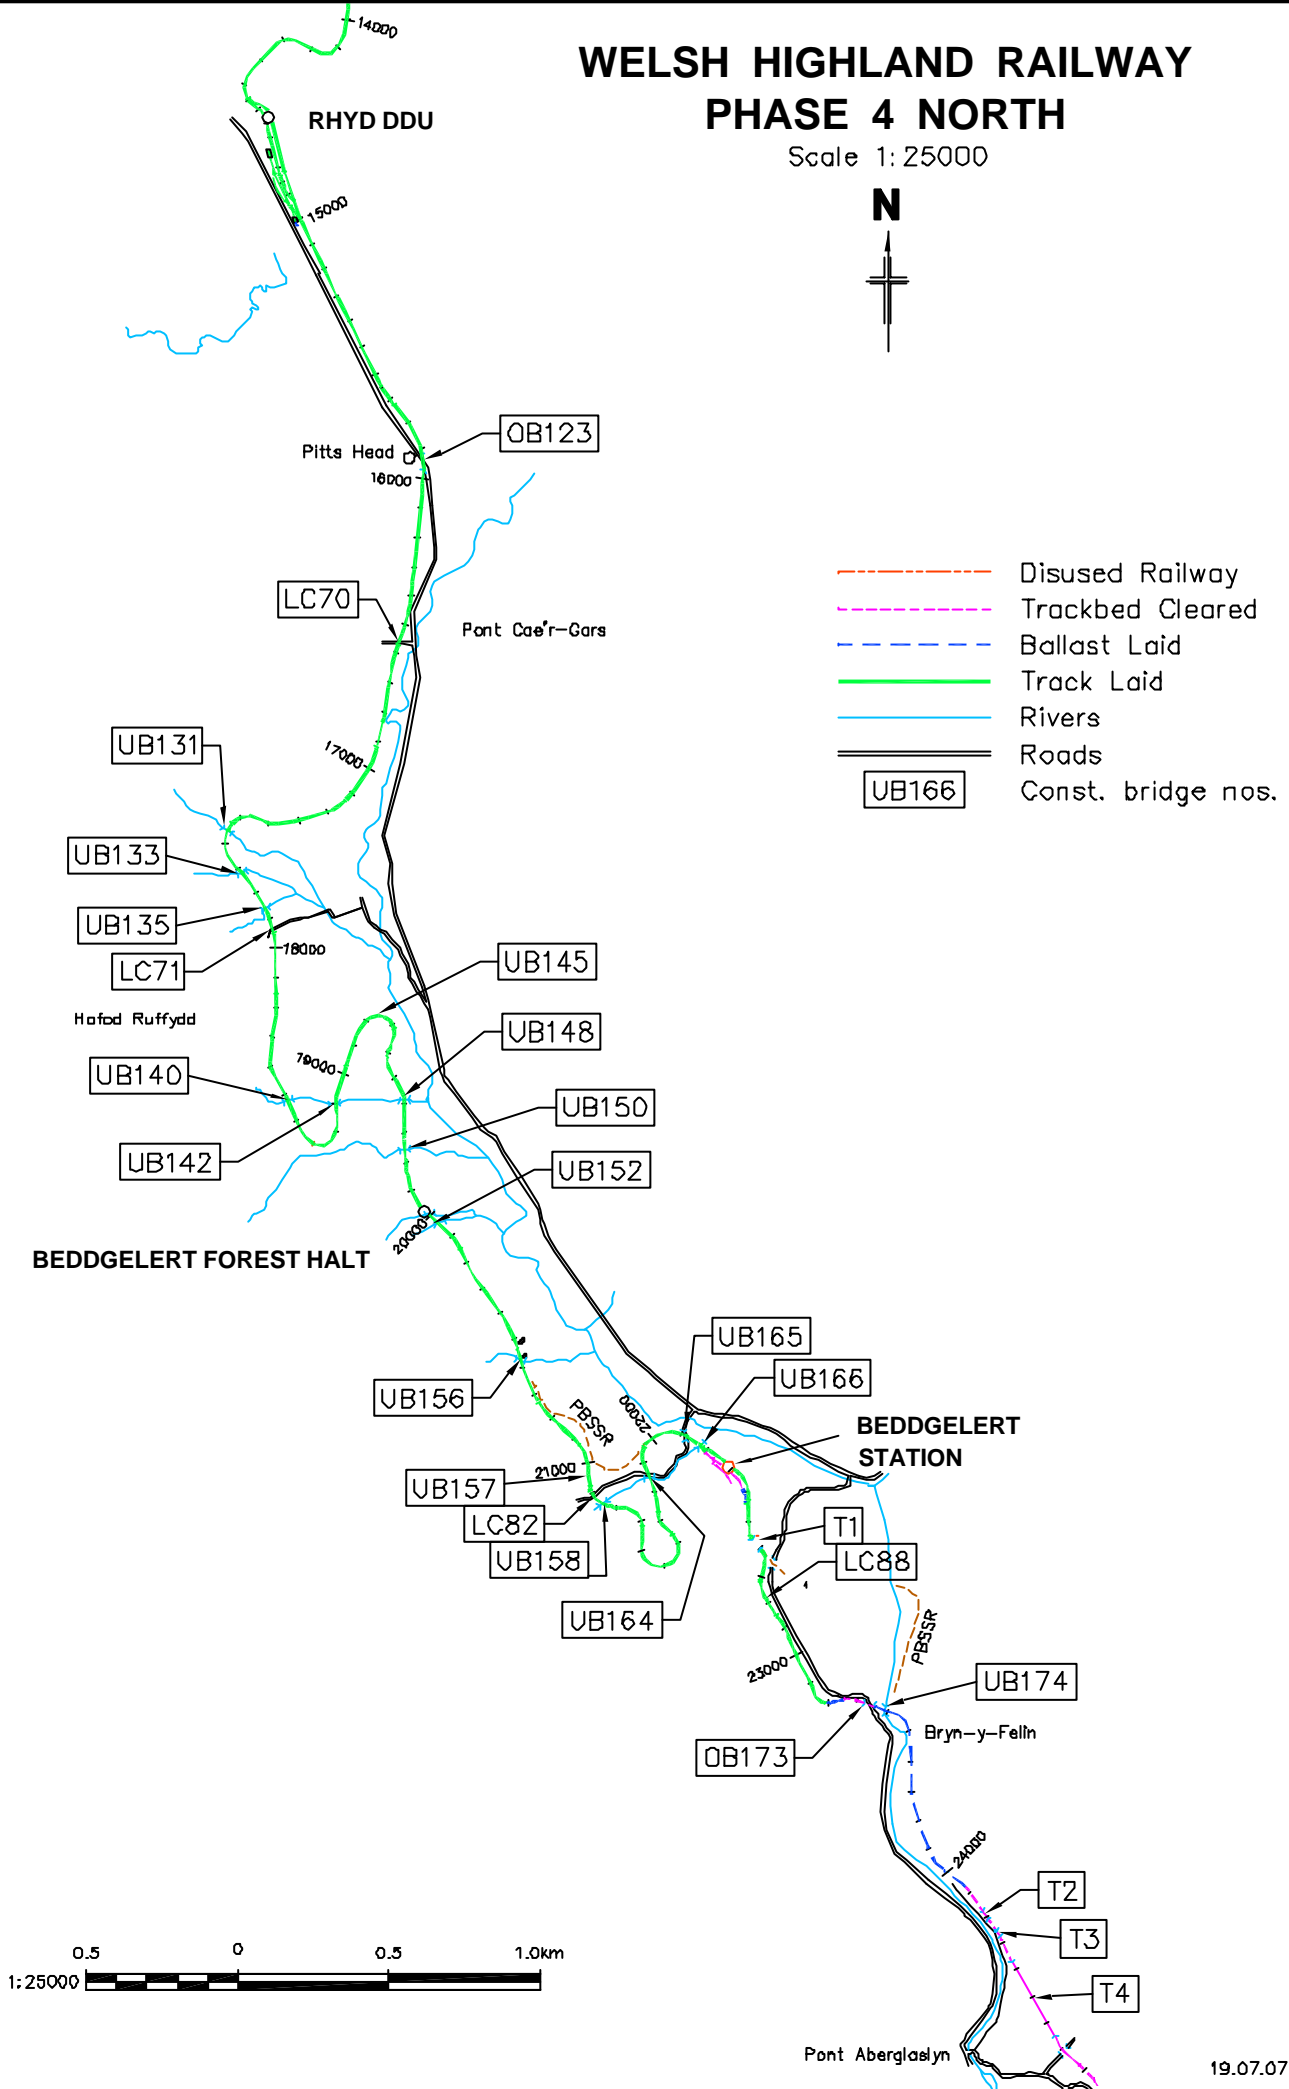 14000
WELSH HIGHLAND RAILWAY
PHASE 4 NORTH
Scale 1:25000
N
RHYD DDU
15000
OB123
Pitts Head
16000
LC70
Pont Cae'r-Gars
Disused Railway
Trackbed Cleared
Ballast Laid
Track Laid
Rivers
Roads
UB166
Const. bridge nos.
UB131
17000
UB133
UB135
18000
LC71
UB145
Hafod Ruffydd
UB148
19000
UB140
UB150
UB142
UB152
20000
BEDDGELERT FOREST HALT
UB165
UB166
UB156
PBSSR
22000
BEDDGELERT
STATION
21000
UB157
LC82
T1
UB158
LC88
UB164
PBSSR
23000
UB174
Bryn-y-Felin
OB173
24000
T2
T3
T4
0.5 0 0.5 1.0km
1:25000
Pont Aberglaslyn
19.07.07